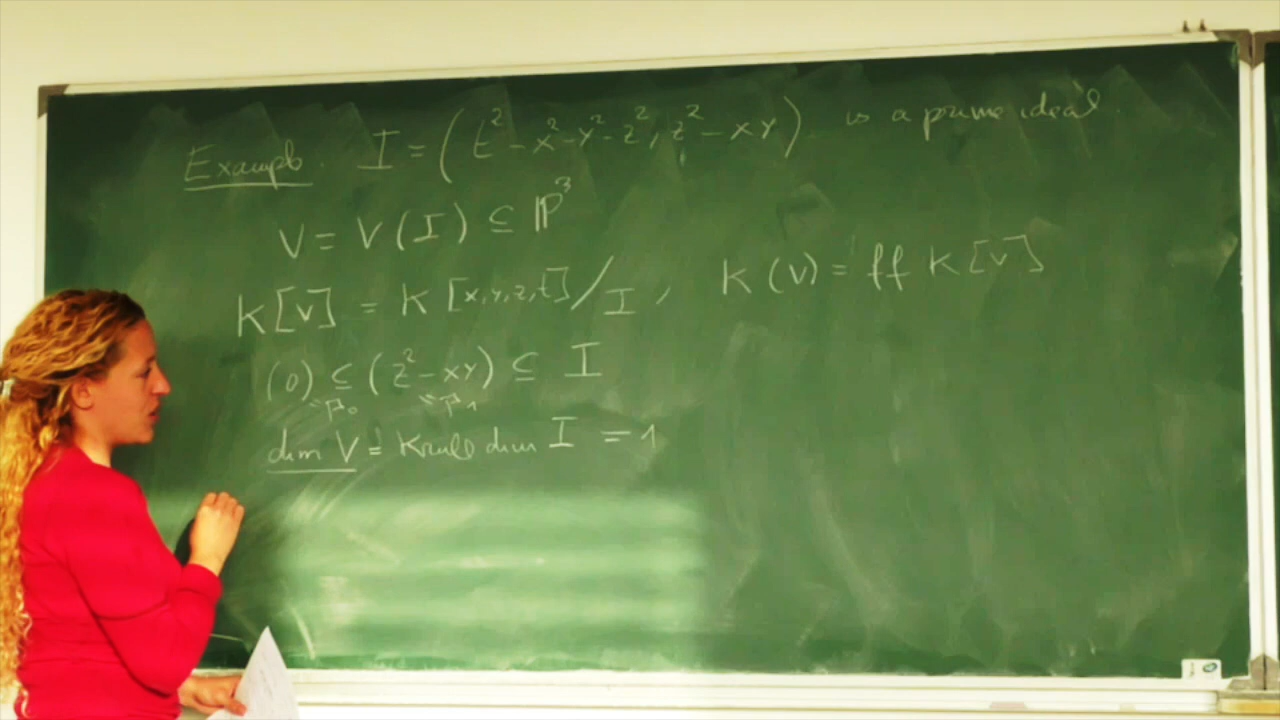 Example. I = (t² - x² - y² - z², z² - xy) is a prime ideal.
V = V(I) ⊆ ℙ³
K[V] = K[x,y,z,t]/I, K(V) = ff K[V]
(0) ⊆ (z² - xy) ⊆ I
"P₀ "P₁
dim V = Krull dim I = 1